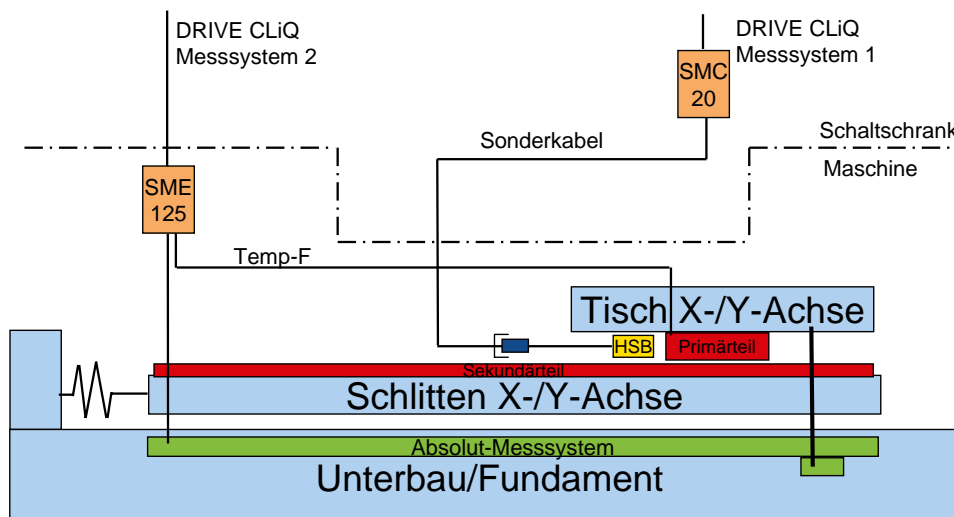 DRIVE CLiQ
Messsystem 2
DRIVE CLiQ
Messsystem 1
SMC
20
Sonderkabel
Schaltschrank
Maschine
SME
125
Temp-F
Tisch X-/Y-Achse
HSB
Primärteil
Sekundärteil
Schlitten X-/Y-Achse
Absolut-Messsystem
Unterbau/Fundament